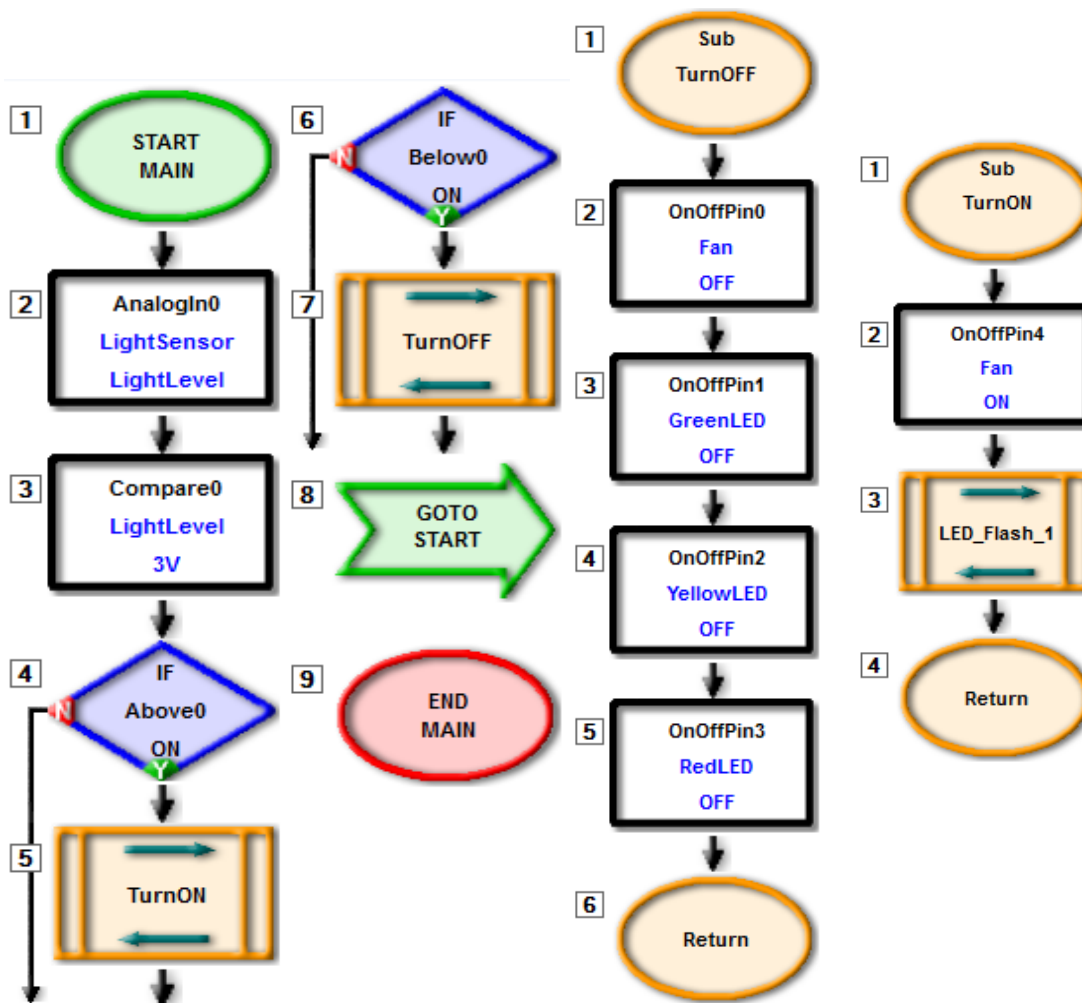 1
START
MAIN
2
AnalogIn0
LightSensor
LightLevel
3
Compare0
LightLevel
3V
4
IF
Above0
ON
N
Y
5
TurnON
6
IF
Below0
ON
N
Y
7
TurnOFF
8
GOTO
START
9
END
MAIN
1
Sub
TurnOFF
2
OnOffPin0
Fan
OFF
3
OnOffPin1
GreenLED
OFF
4
OnOffPin2
YellowLED
OFF
5
OnOffPin3
RedLED
OFF
6
Return
1
Sub
TurnON
2
OnOffPin4
Fan
ON
3
LED_Flash_1
4
Return